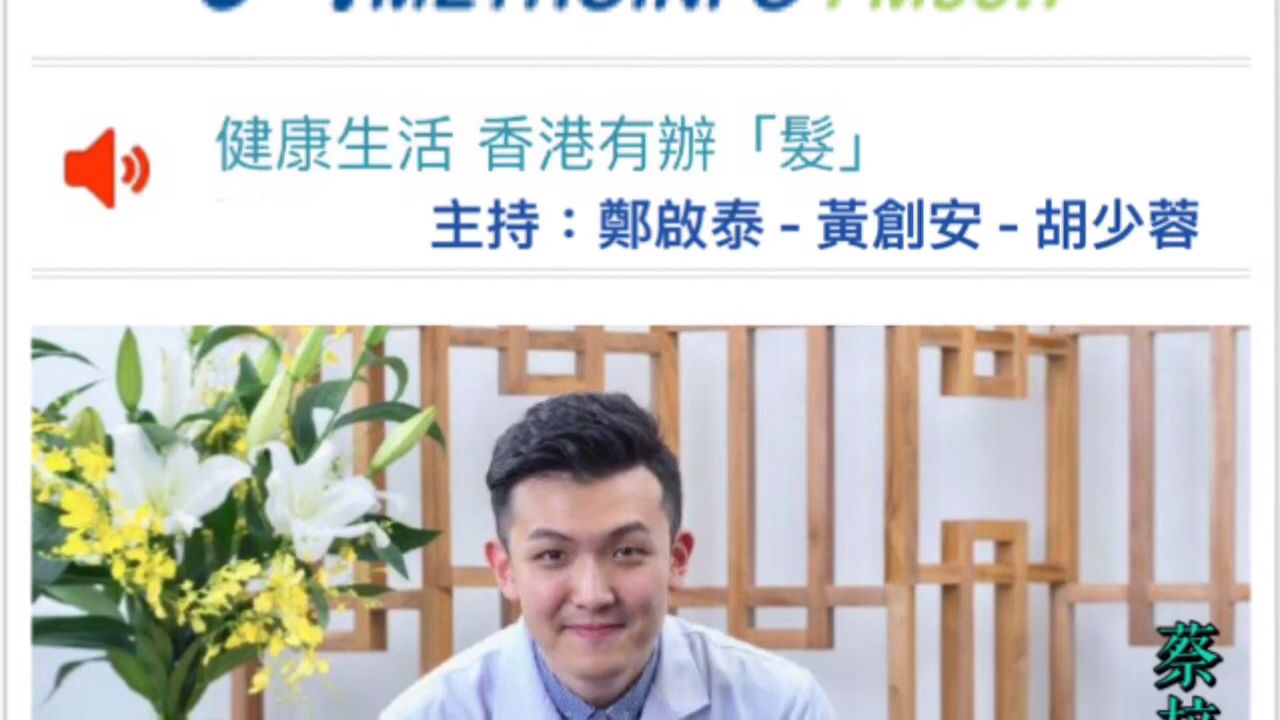 健康生活 香港有辦「髮」
主持：鄭啟泰 - 黃創安 - 胡少蓉
蔡